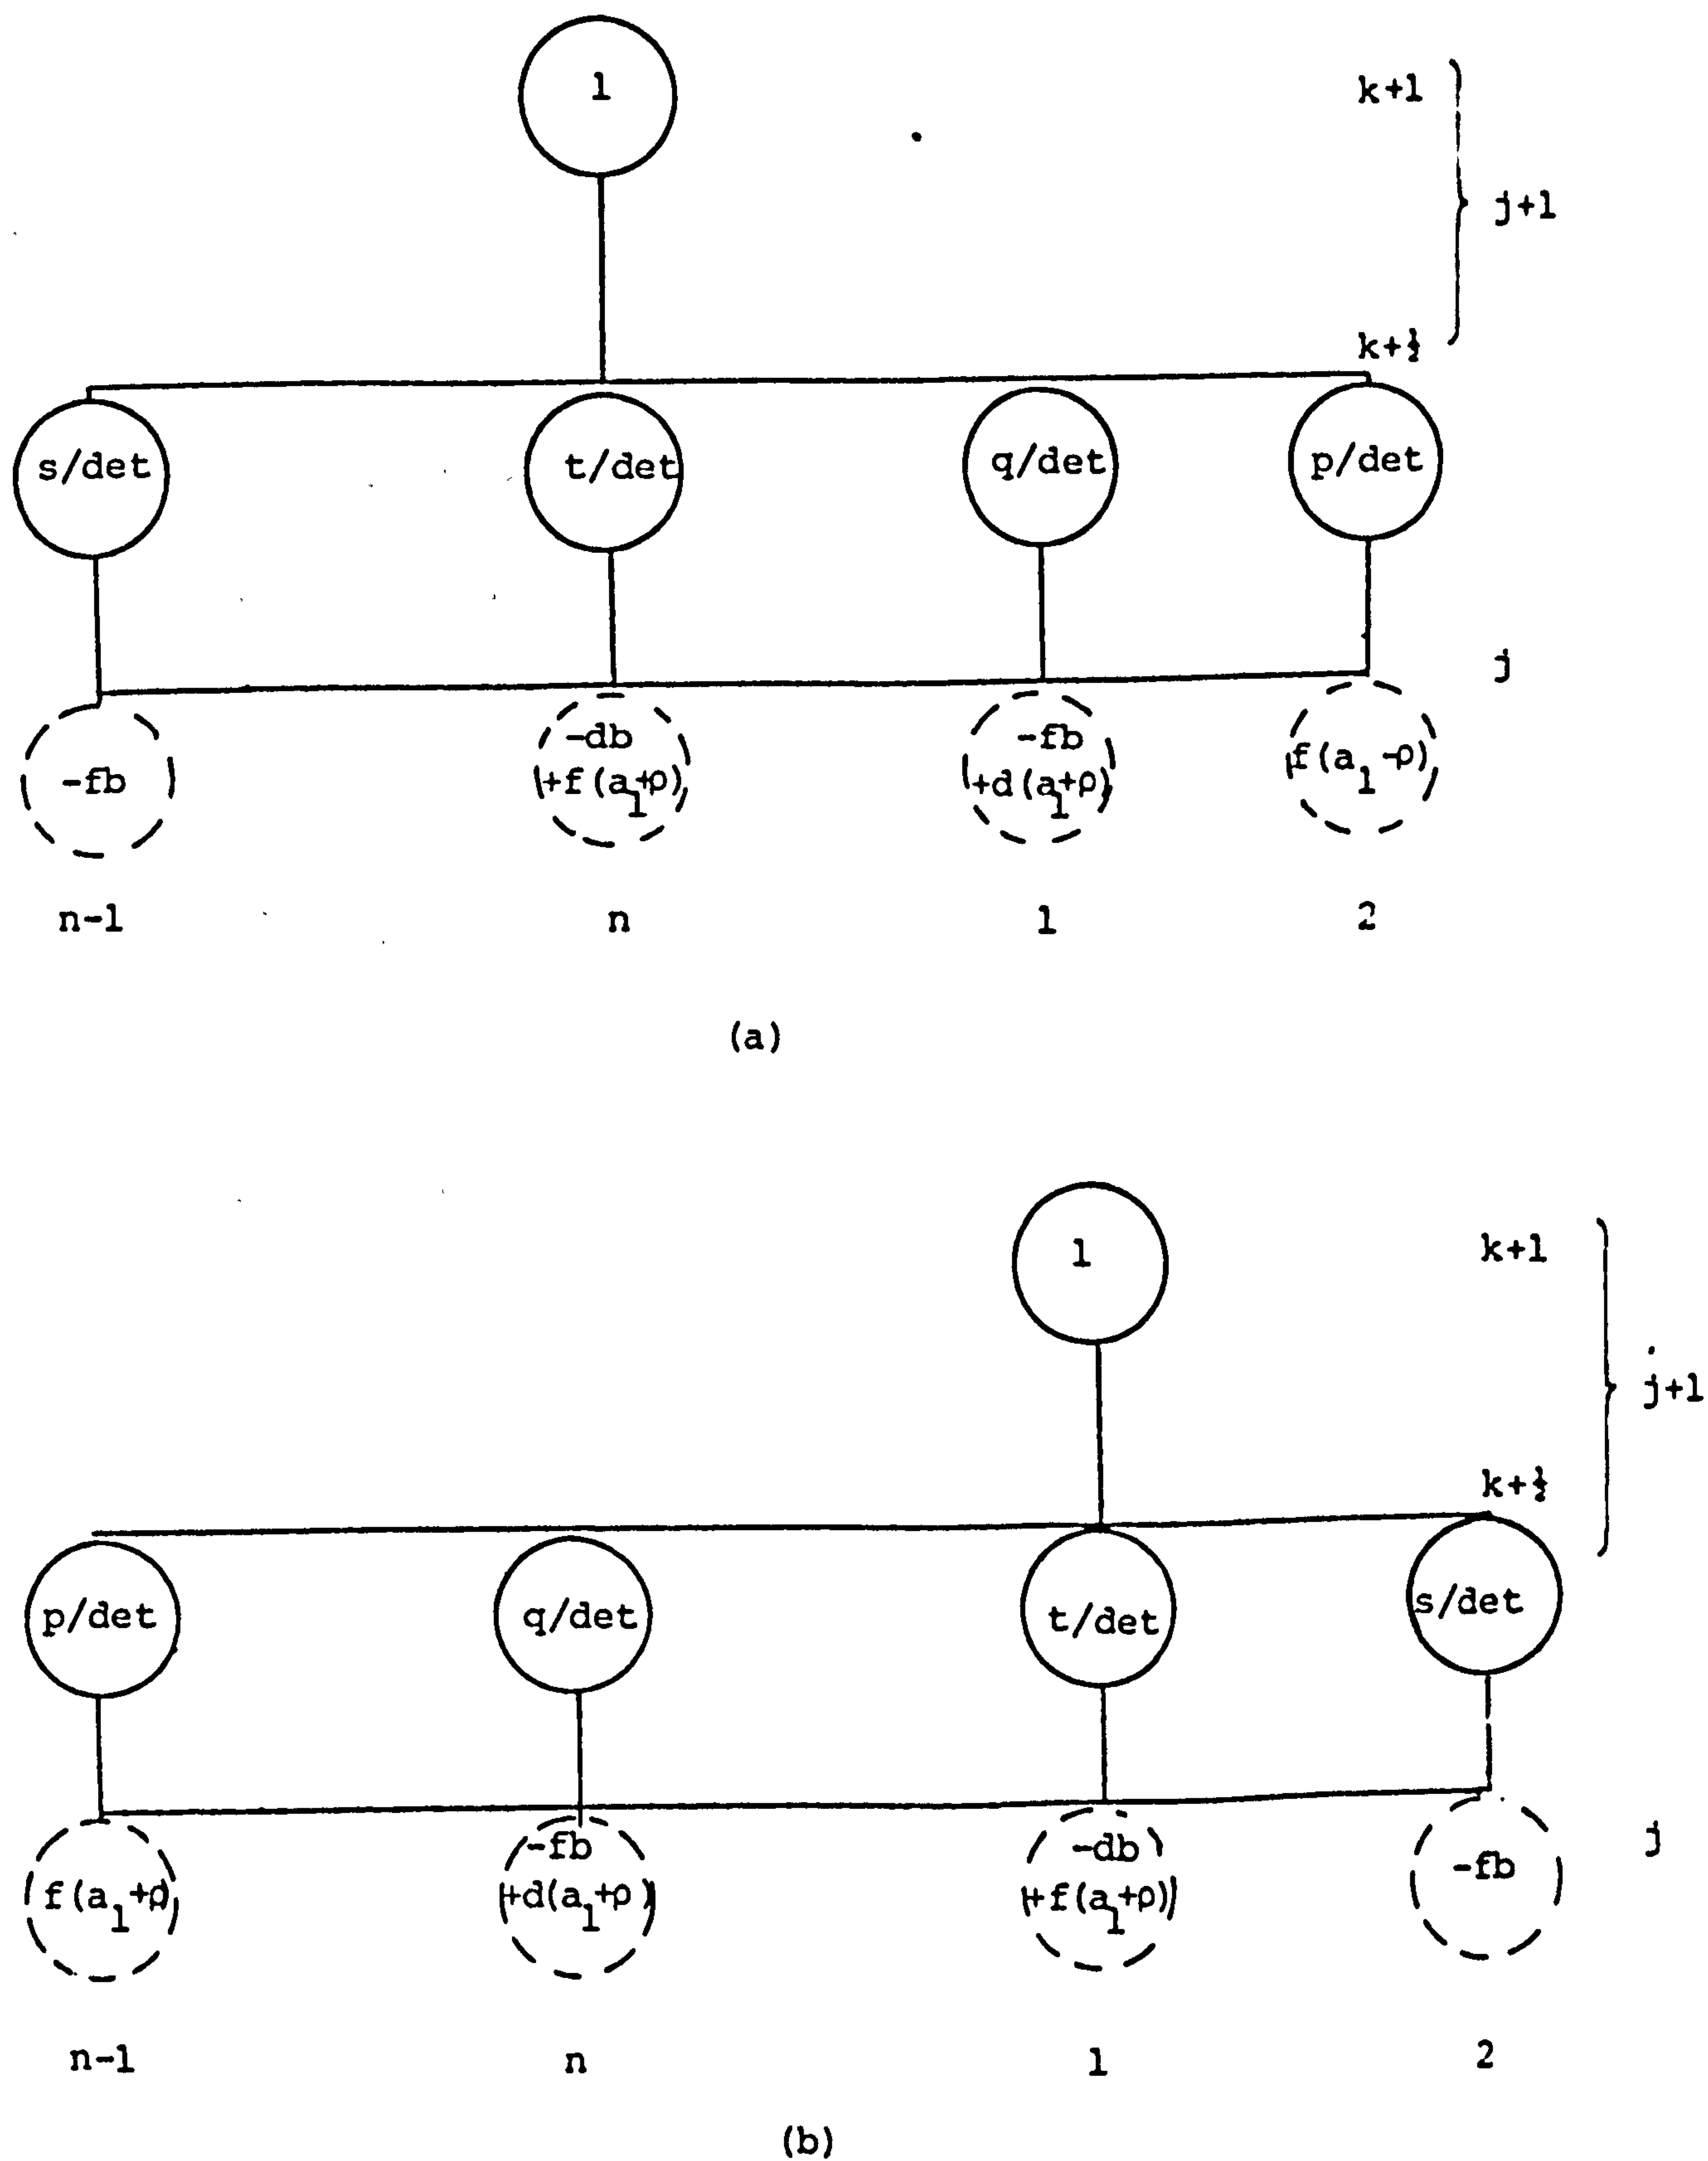 1 k+1
j+1
k+½
s/det t/det q/det p/det
j
-fb -db +f(a₁+ρ) -fb +d(a₁+ρ) f(a₁-ρ)
n-1 n 1 2
(a)
1 k+1
j+1
k+½
p/det q/det t/det s/det
j
f(a₁+ρ) -fb +d(a₁+ρ) -db +f(a₁+ρ) -fb
n-1 n 1 2
(b)